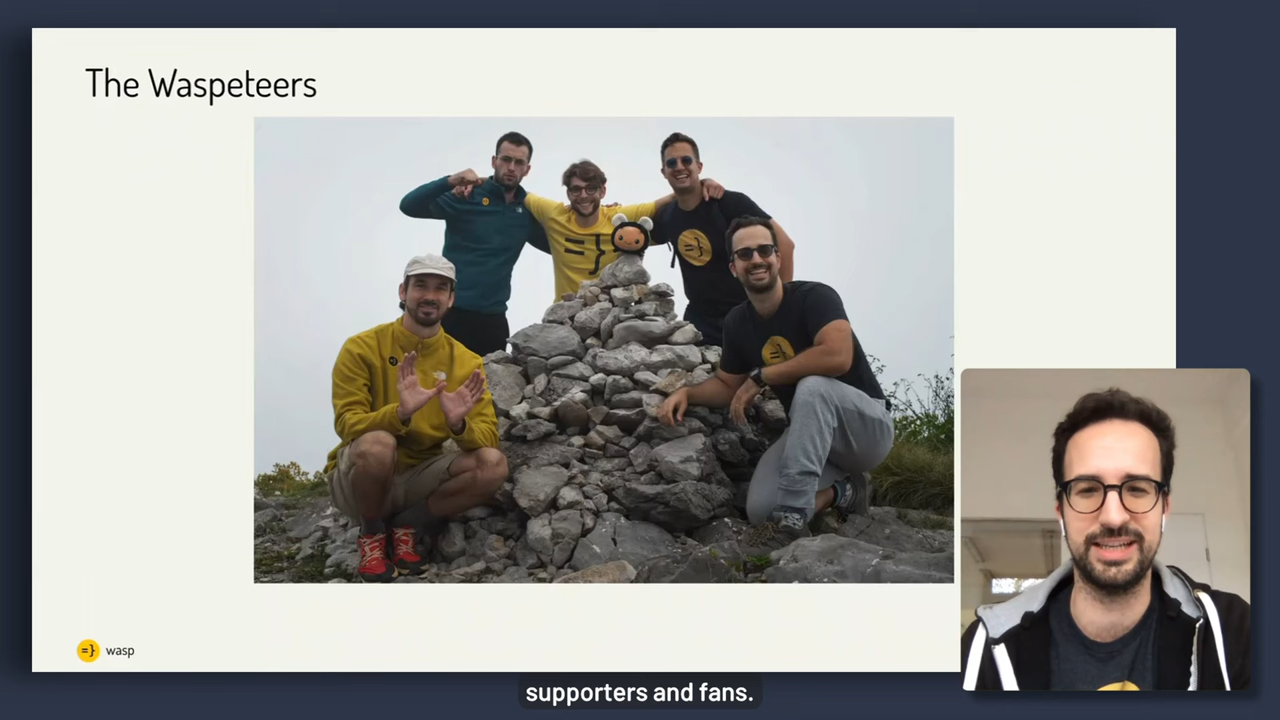 The Waspeteers
=}
=}
=}
=} wasp
supporters and fans.